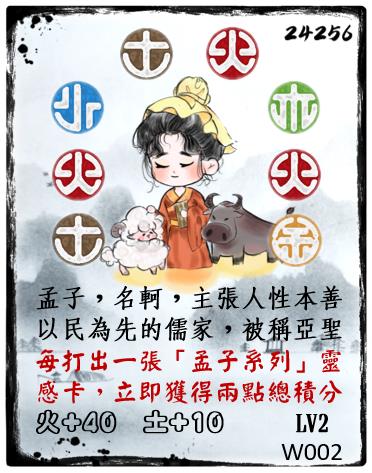 24256
土 火
水 木
火 火
土 金
孟子，名軻，主張人性本善
以民為先的儒家，被稱亞聖
每打出一張「孟子系列」靈
感卡，立即獲得兩點總積分
火+40 土+10 LV2
W002